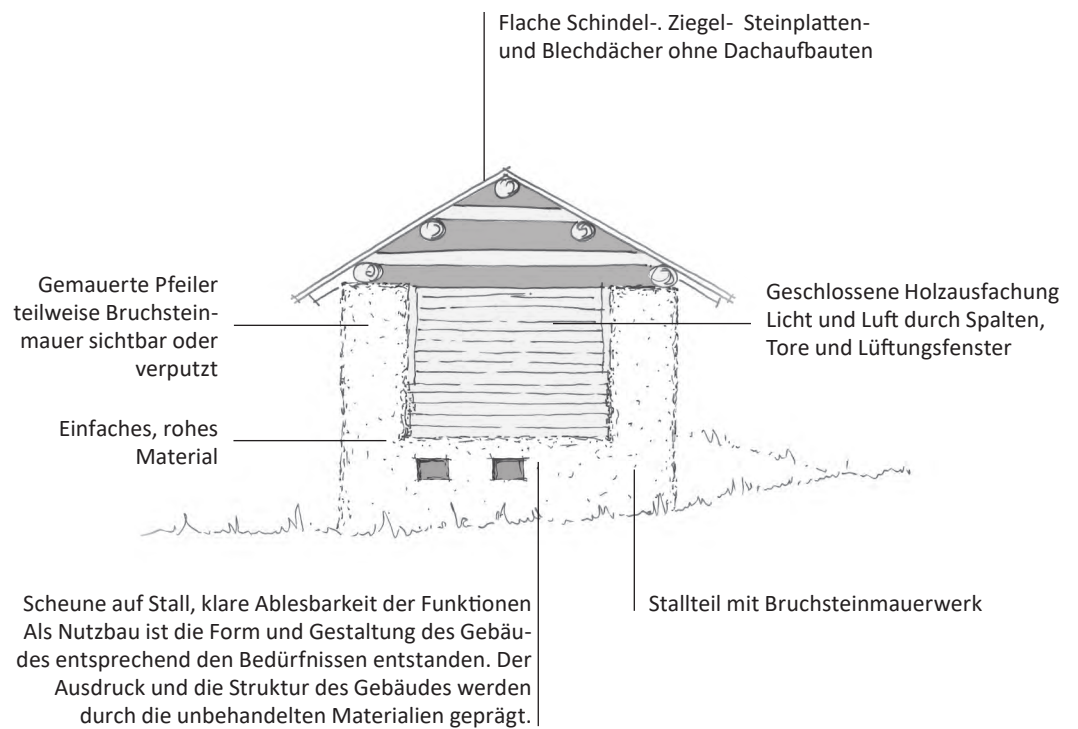 Flache Schindel-. Ziegel- Steinplatten-
und Blechdächer ohne Dachaufbauten
Gemauerte Pfeiler
teilweise Bruchstein-
mauer sichtbar oder
verputzt
Geschlossene Holzausfachung
Licht und Luft durch Spalten,
Tore und Lüftungsfenster
Einfaches, rohes
Material
Scheune auf Stall, klare Ablesbarkeit der Funktionen
Als Nutzbau ist die Form und Gestaltung des Gebäu-
des entsprechend den Bedürfnissen entstanden. Der
Ausdruck und die Struktur des Gebäudes werden
durch die unbehandelten Materialien geprägt.
Stallteil mit Bruchsteinmauerwerk